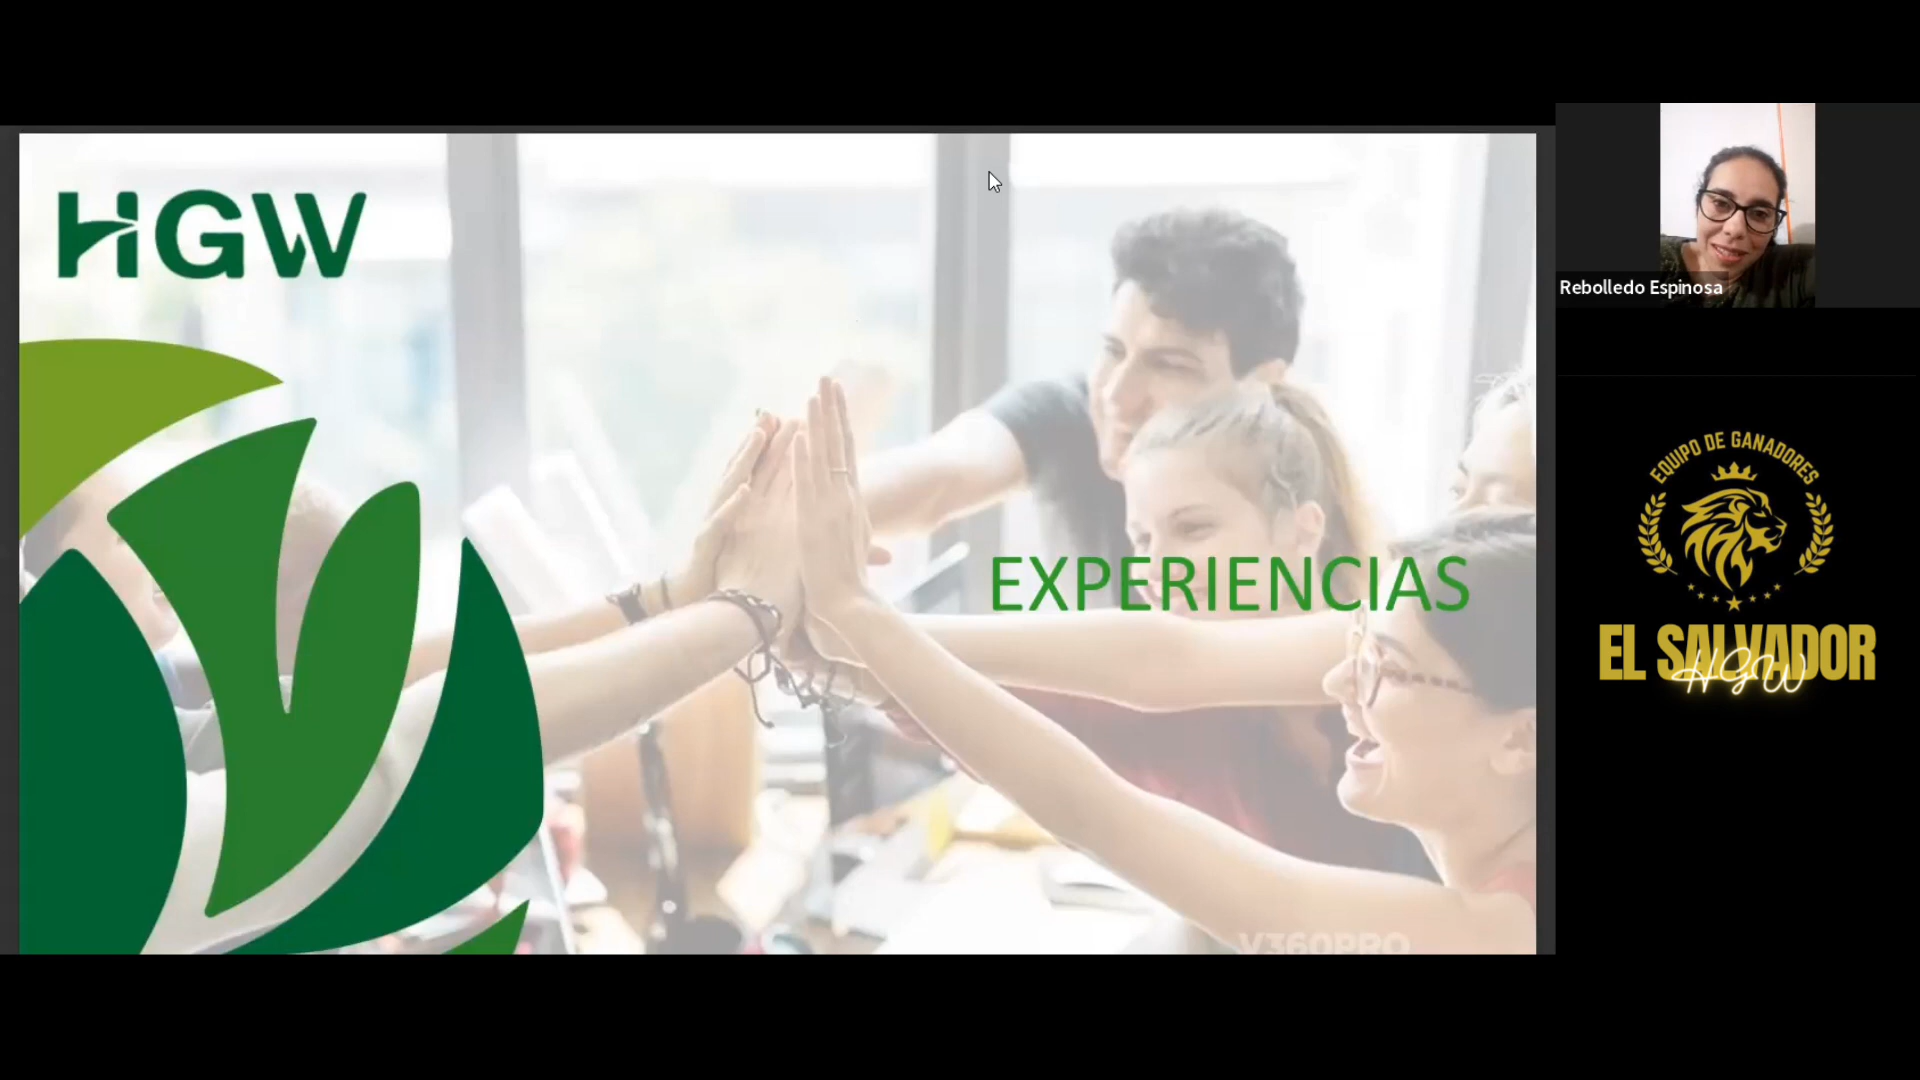 HGW
EXPERIENCIAS
V360PRO
Rebolledo Espinosa
EQUIPO DE GANADORES
EL SALVADOR
HGW